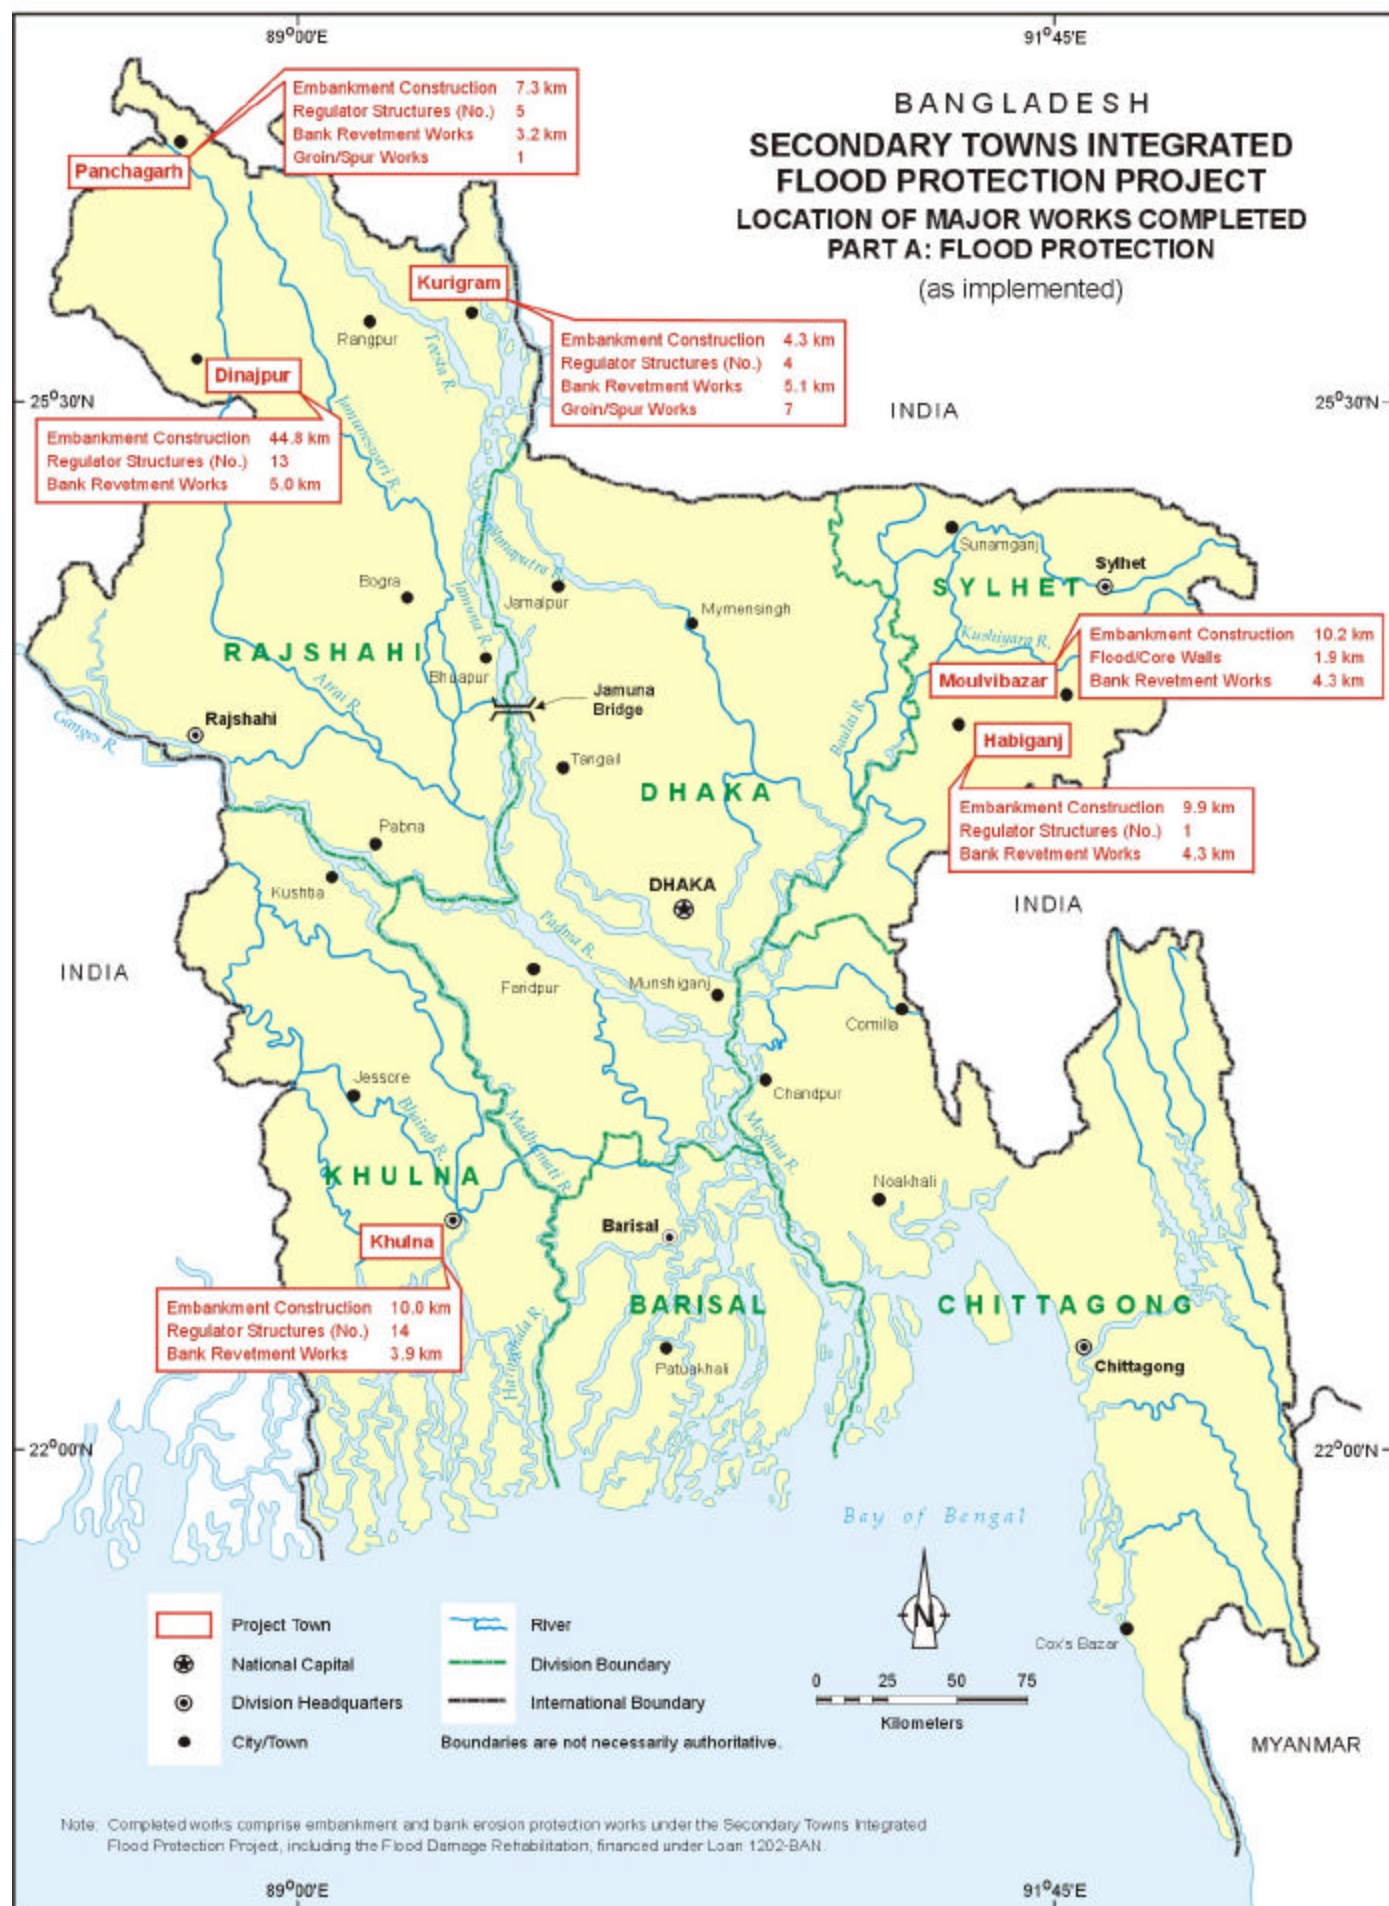 89°00'E 91°45'E
BANGLADESH
SECONDARY TOWNS INTEGRATED
FLOOD PROTECTION PROJECT
LOCATION OF MAJOR WORKS COMPLETED
PART A: FLOOD PROTECTION
(as implemented)
Embankment Construction 7.3 km
Regulator Structures (No.) 5
Bank Revetment Works 3.2 km
Groin/Spur Works 1
Panchagarh
Kurigram
Rangpur
Teesta R.
Embankment Construction 4.3 km
Regulator Structures (No.) 4
Bank Revetment Works 5.1 km
Groin/Spur Works 7
Dinajpur
25°30'N
INDIA
25°30'N
Embankment Construction 44.8 km
Regulator Structures (No.) 13
Bank Revetment Works 5.0 km
Jamuneswari R.
Sunamganj
Sylhet
SYLHET
Bogra
Jamalpur
Mymensingh
Jamuna R.
Kushiyara R.
Embankment Construction 10.2 km
Flood/Core Walls 1.9 km
Bank Revetment Works 4.3 km
RAJSHAHI
Bhuapur
Moulvibazar
Atrai R.
Jamuna
Bridge
Ganges R.
Rajshahi
Baulai R.
Habiganj
Tangail
DHAKA
Embankment Construction 9.9 km
Regulator Structures (No.) 1
Bank Revetment Works 4.3 km
Pabna
Kushtia
DHAKA
INDIA
Padma R.
INDIA
Faridpur
Munshiganj
Comilla
Jessore
Chandpur
Bhairab R.
Madhumati R.
Meghna R.
KHULNA
Noakhali
Khulna
Barisal
Embankment Construction 10.0 km
Regulator Structures (No.) 14
Bank Revetment Works 3.9 km
BARISAL
CHITTAGONG
Patuakhali
Chittagong
22°00'N
22°00'N
Bay of Bengal
Project Town
National Capital
Division Headquarters
City/Town
River
Division Boundary
International Boundary
Boundaries are not necessarily authoritative.
N
0 25 50 75
Kilometers
Cox's Bazar
MYANMAR
Note: Completed works comprise embankment and bank erosion protection works under the Secondary Towns Integrated
Flood Protection Project, including the Flood Damage Rehabilitation, financed under Loan 1202-BAN.
89°00'E 91°45'E